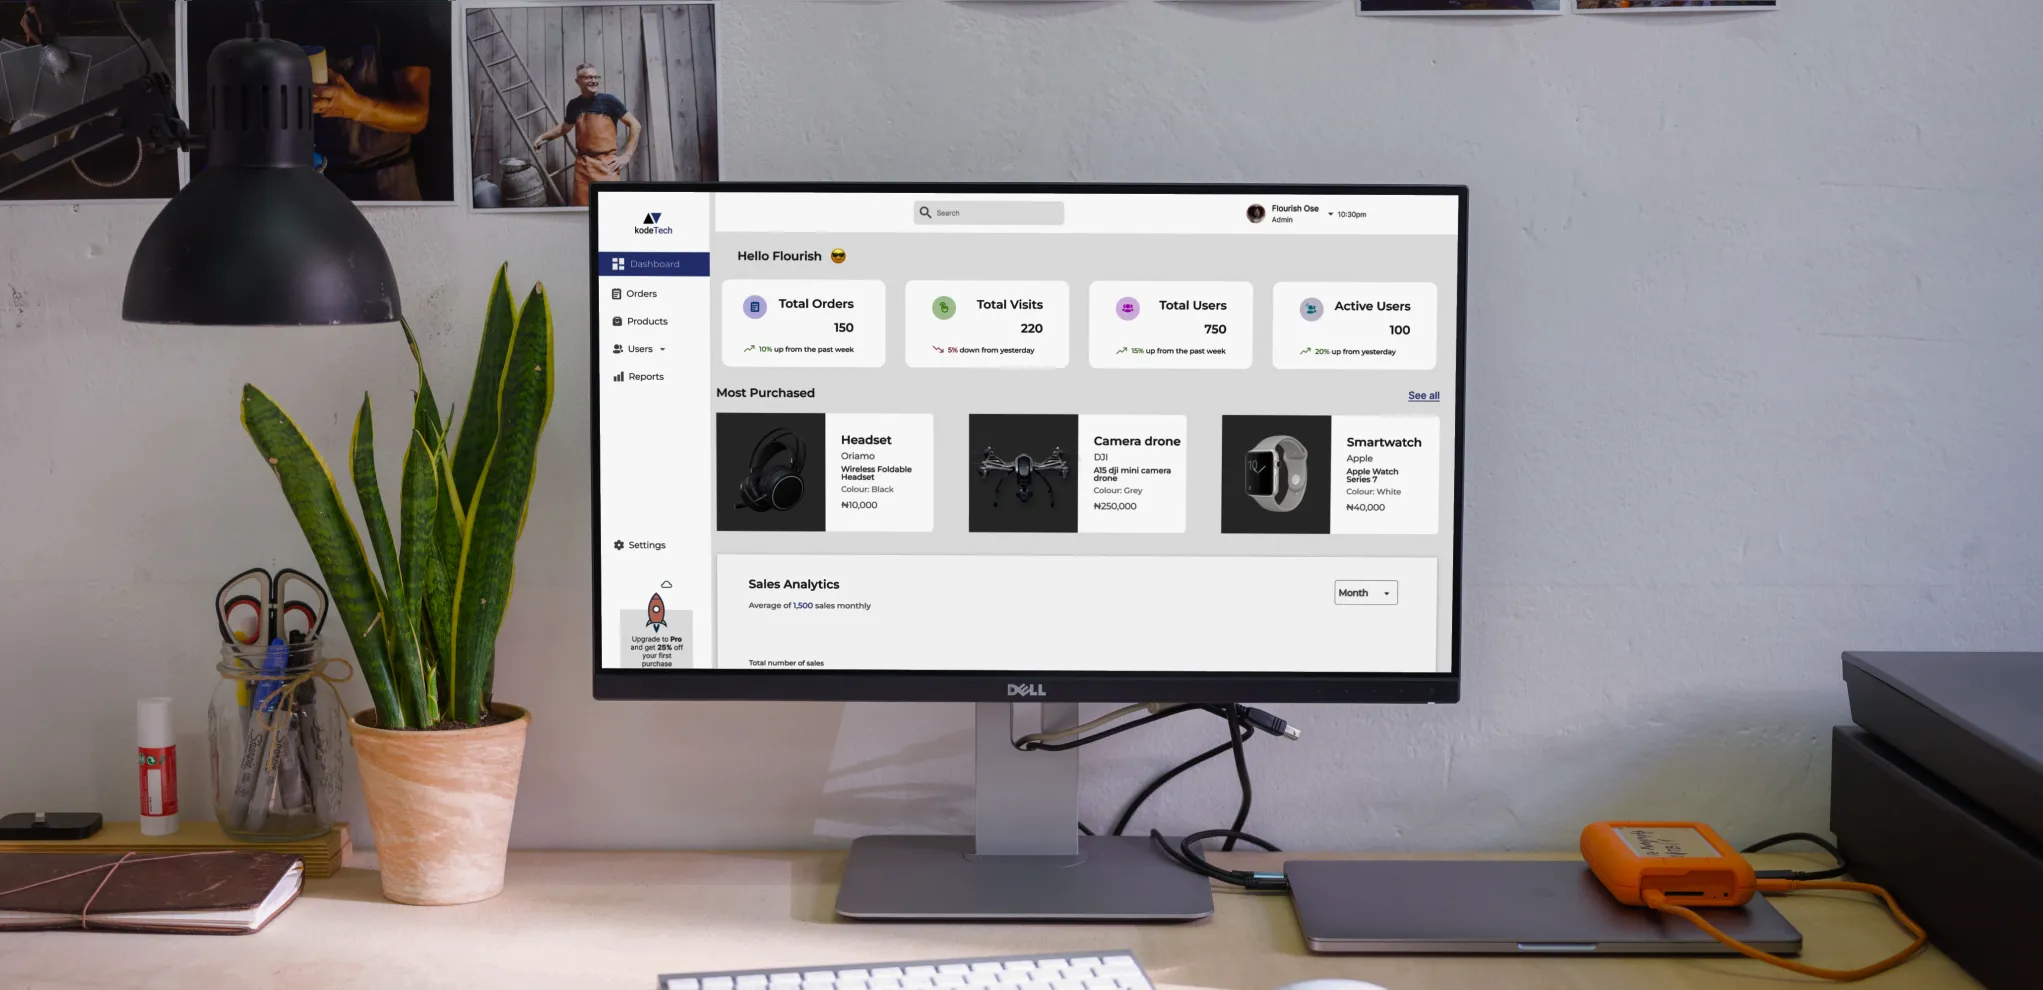 kodeTech
Search
Flourish Ose
Admin
10:30pm
Dashboard
Orders
Products
Users
Reports
Settings
Upgrade to Pro
and get 25% off
your first
purchase
Hello Flourish 😎
Total Orders
150
10% up from the past week
Total Visits
220
5% down from yesterday
Total Users
750
15% up from the past week
Active Users
100
20% up from yesterday
Most Purchased
See all
Headset
Oriamo
Wireless Foldable
Headset
Colour: Black
₦10,000
Camera drone
DJI
A15 dji mini camera
drone
Colour: Grey
₦250,000
Smartwatch
Apple
Apple Watch
Series 7
Colour: White
₦40,000
Sales Analytics
Average of 1,500 sales monthly
Month
Total number of sales
DELL
Sharpie